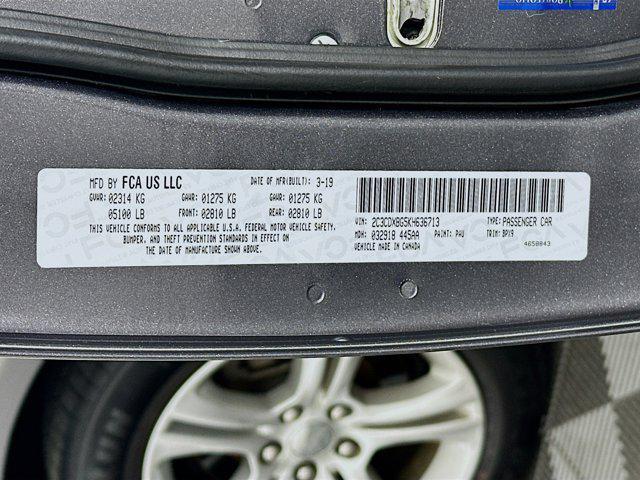 MFD BY FCA US LLC DATE OF MFR(BUILT): 3-19
GVWR: 02314 KG GAWR: 01275 KG GAWR: 01275 KG
05100 LB FRONT: 02810 LB REAR: 02810 LB
THIS VEHICLE CONFORMS TO ALL APPLICABLE U.S.A. FEDERAL MOTOR VEHICLE SAFETY,
BUMPER, AND THEFT PREVENTION STANDARDS IN EFFECT ON
THE DATE OF MANUFACTURE SHOWN ABOVE.
VIN: 2C3CDXBG5KH636713 TYPE: PASSENGER CAR
MDH: 032918 445AA PAINT: PAU TRIM: BPX9
VEHICLE MADE IN CANADA 4658843